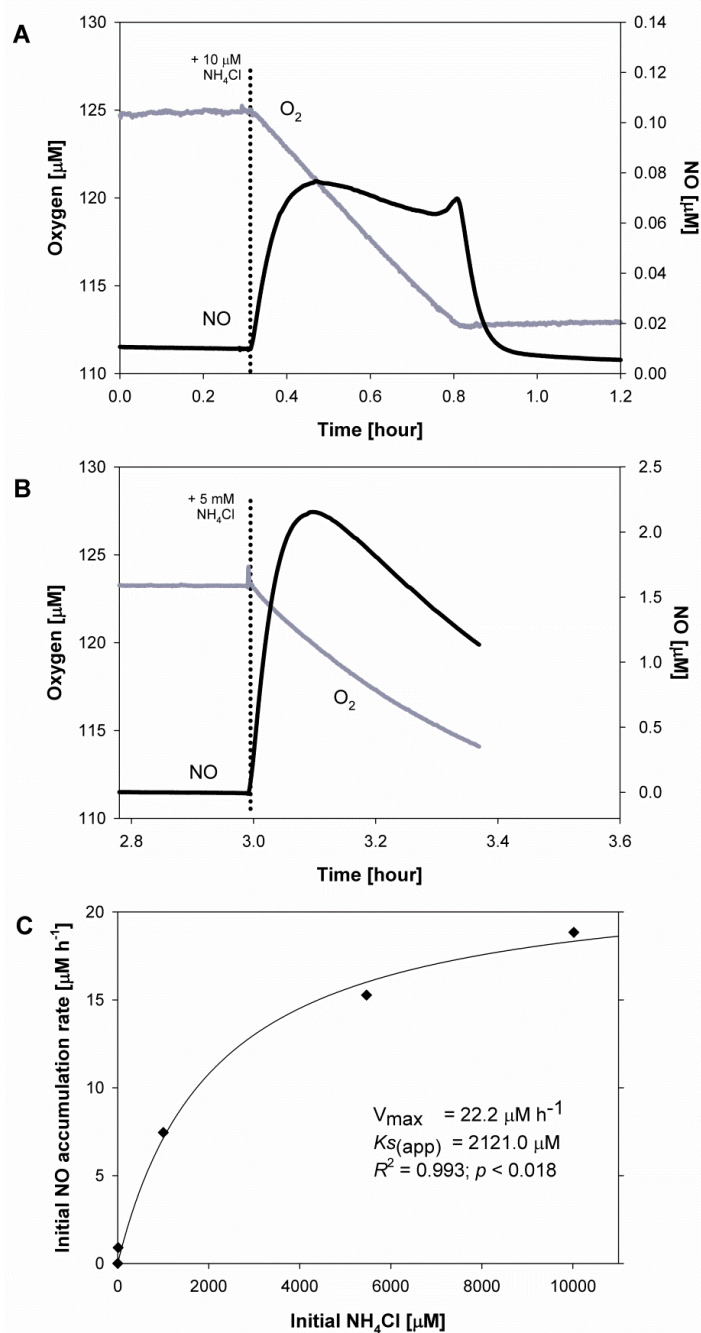 A
130
125
120
115
110
Oxygen [µM]
+ 10 µM
NH₄Cl
O₂
NO
0.14
0.12
0.10
0.08
0.06
0.04
0.02
0.00
NO [µM]
0.0 0.2 0.4 0.6 0.8 1.0 1.2
Time [hour]
B
130
125
120
115
110
Oxygen [µM]
+ 5 mM
NH₄Cl
O₂
NO
2.5
2.0
1.5
1.0
0.5
0.0
NO [µM]
2.8 3.0 3.2 3.4 3.6
Time [hour]
C
20
15
10
5
0
Initial NO accumulation rate [µM h⁻¹]
Vmax = 22.2 µM h⁻¹
Ks(app) = 2121.0 µM
R² = 0.993; p < 0.018
0 2000 4000 6000 8000 10000
Initial NH₄Cl [µM]